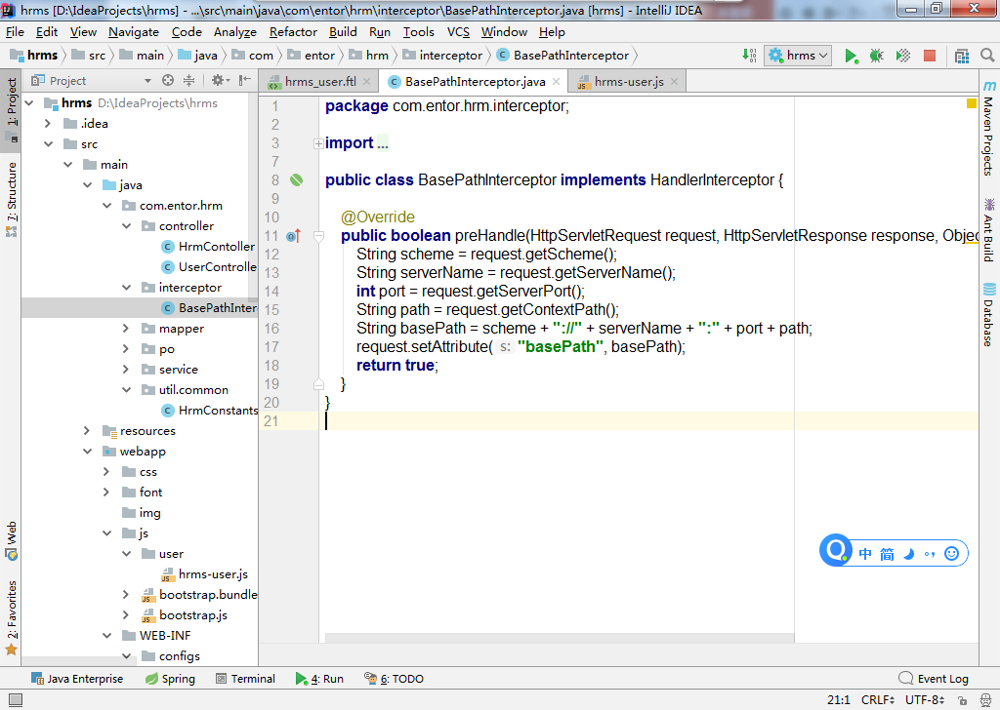 hrms [D:\IdeaProjects\hrms] - ...\src\main\java\com\entor\hrm\interceptor\BasePathInterceptor.java [hrms] - IntelliJ IDEA
File Edit View Navigate Code Analyze Refactor Build Run Tools VCS Window Help
hrms src main java com entor hrm interceptor BasePathInterceptor hrms
Project hrms_user.ftl BasePathInterceptor.java hrms-user.js
1: Project
7: Structure
Web
2: Favorites
hrms D:\IdeaProjects\hrms
.idea
src
main
java
com.entor.hrm
controller
HrmContoller
UserControlle
interceptor
BasePathInter
mapper
po
service
util.common
HrmConstants
resources
webapp
css
font
img
js
user
hrms-user.js
bootstrap.bundle
bootstrap.js
WEB-INF
configs
1 package com.entor.hrm.interceptor;
2
3 import ...
7
8 public class BasePathInterceptor implements HandlerInterceptor {
9
10 @Override
11 public boolean preHandle(HttpServletRequest request, HttpServletResponse response, Objec
12 String scheme = request.getScheme();
13 String serverName = request.getServerName();
14 int port = request.getServerPort();
15 String path = request.getContextPath();
16 String basePath = scheme + "://" + serverName + ":" + port + path;
17 request.setAttribute( s: "basePath", basePath);
18 return true;
19 }
20 }
21
Maven Projects
Ant Build
Database
中 简
Java Enterprise Spring Terminal 4: Run 6: TODO Event Log
21:1 CRLF UTF-8